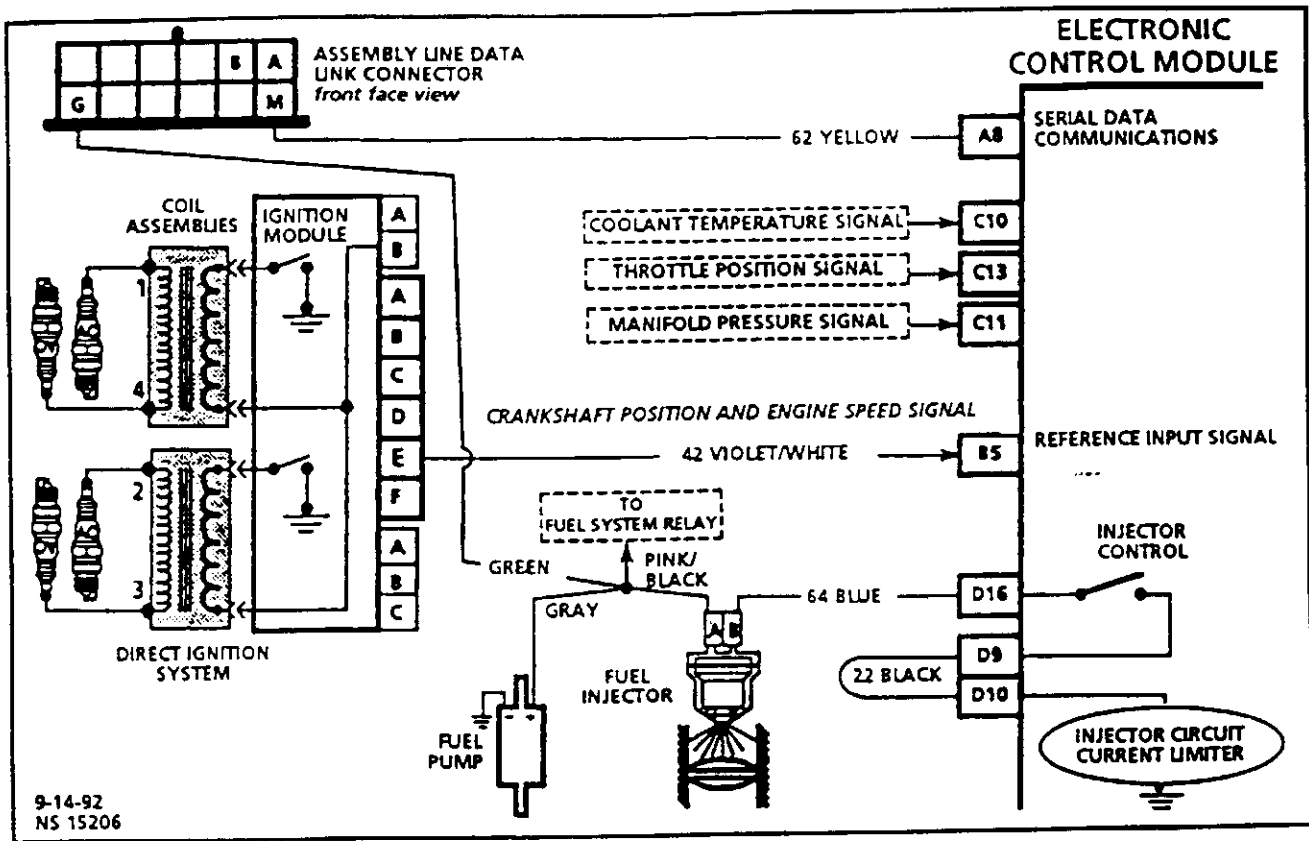 ELECTRONIC
CONTROL MODULE
B A
G M
ASSEMBLY LINE DATA
LINK CONNECTOR
front face view
62 YELLOW
A8
SERIAL DATA
COMMUNICATIONS
COIL
ASSEMBLIES
IGNITION
MODULE
A
B
A
B
C
D
E
F
A
B
C
1
4
2
3
DIRECT IGNITION
SYSTEM
COOLANT TEMPERATURE SIGNAL
C10
THROTTLE POSITION SIGNAL
C13
MANIFOLD PRESSURE SIGNAL
C11
CRANKSHAFT POSITION AND ENGINE SPEED SIGNAL
42 VIOLET/WHITE
B5
REFERENCE INPUT SIGNAL
TO
FUEL SYSTEM RELAY
GREEN
PINK/
BLACK
GRAY
64 BLUE
D16
INJECTOR
CONTROL
A B
D9
22 BLACK
D10
FUEL
INJECTOR
FUEL
PUMP
- +
INJECTOR CIRCUIT
CURRENT LIMITER
9-14-92
NS 15206